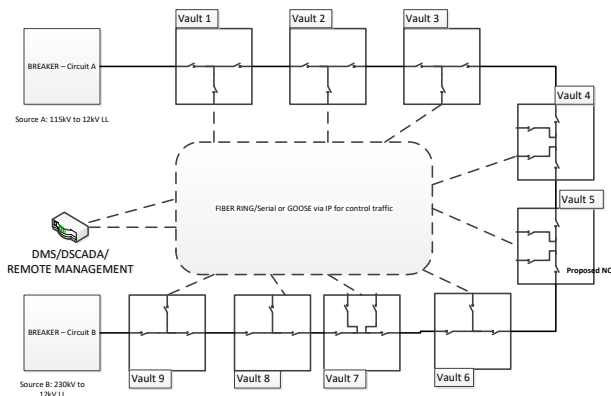 Vault 1
Vault 2
Vault 3
BREAKER – Circuit A
Source A: 115kV to 12kV LL
Vault 4
FIBER RING/Serial or GOOSE via IP for control traffic
Vault 5
DMS/DSCADA/
REMOTE MANAGEMENT
Proposed NO
BREAKER – Circuit B
Vault 9
Vault 8
Vault 7
Vault 6
Source B: 230kV to
12kV LL